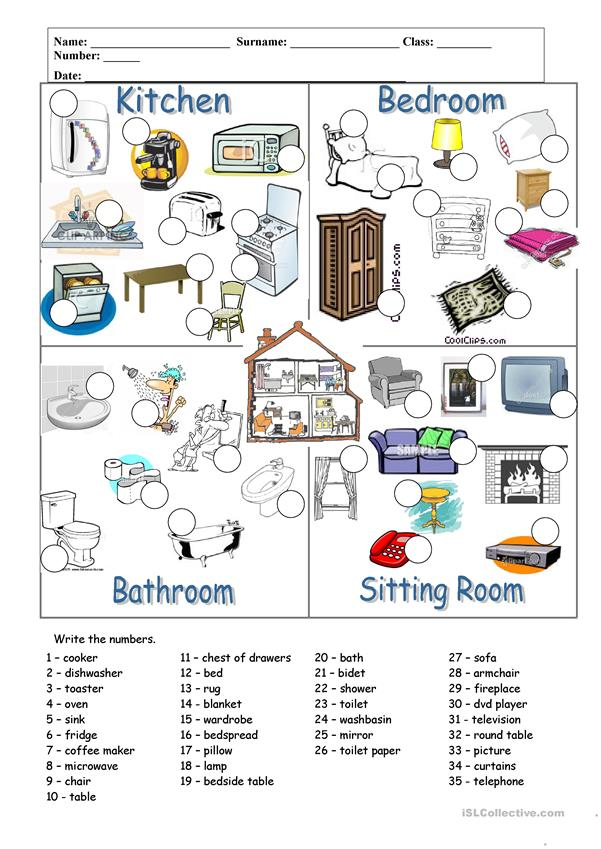 Name: ______________________ Surname: _________________ Class: _________
Number: ______
Date: ___________________________________________________
Kitchen
Bedroom
CoolCLiPS.com
SAMPLE
Bathroom
Sitting Room
Write the numbers.
1 – cooker
2 – dishwasher
3 – toaster
4 – oven
5 – sink
6 – fridge
7 – coffee maker
8 – microwave
9 – chair
10 - table
11 – chest of drawers
12 – bed
13 – rug
14 - blanket
15 – wardrobe
16 – bedspread
17 – pillow
18 – lamp
19 – bedside table
20 – bath
21 – bidet
22 – shower
23 – toilet
24 – washbasin
25 – mirror
26 – toilet paper
27 – sofa
28 – armchair
29 – fireplace
30 – dvd player
31 - television
32 – round table
33 – picture
34 – curtains
35 - telephone
iSLCollective.com